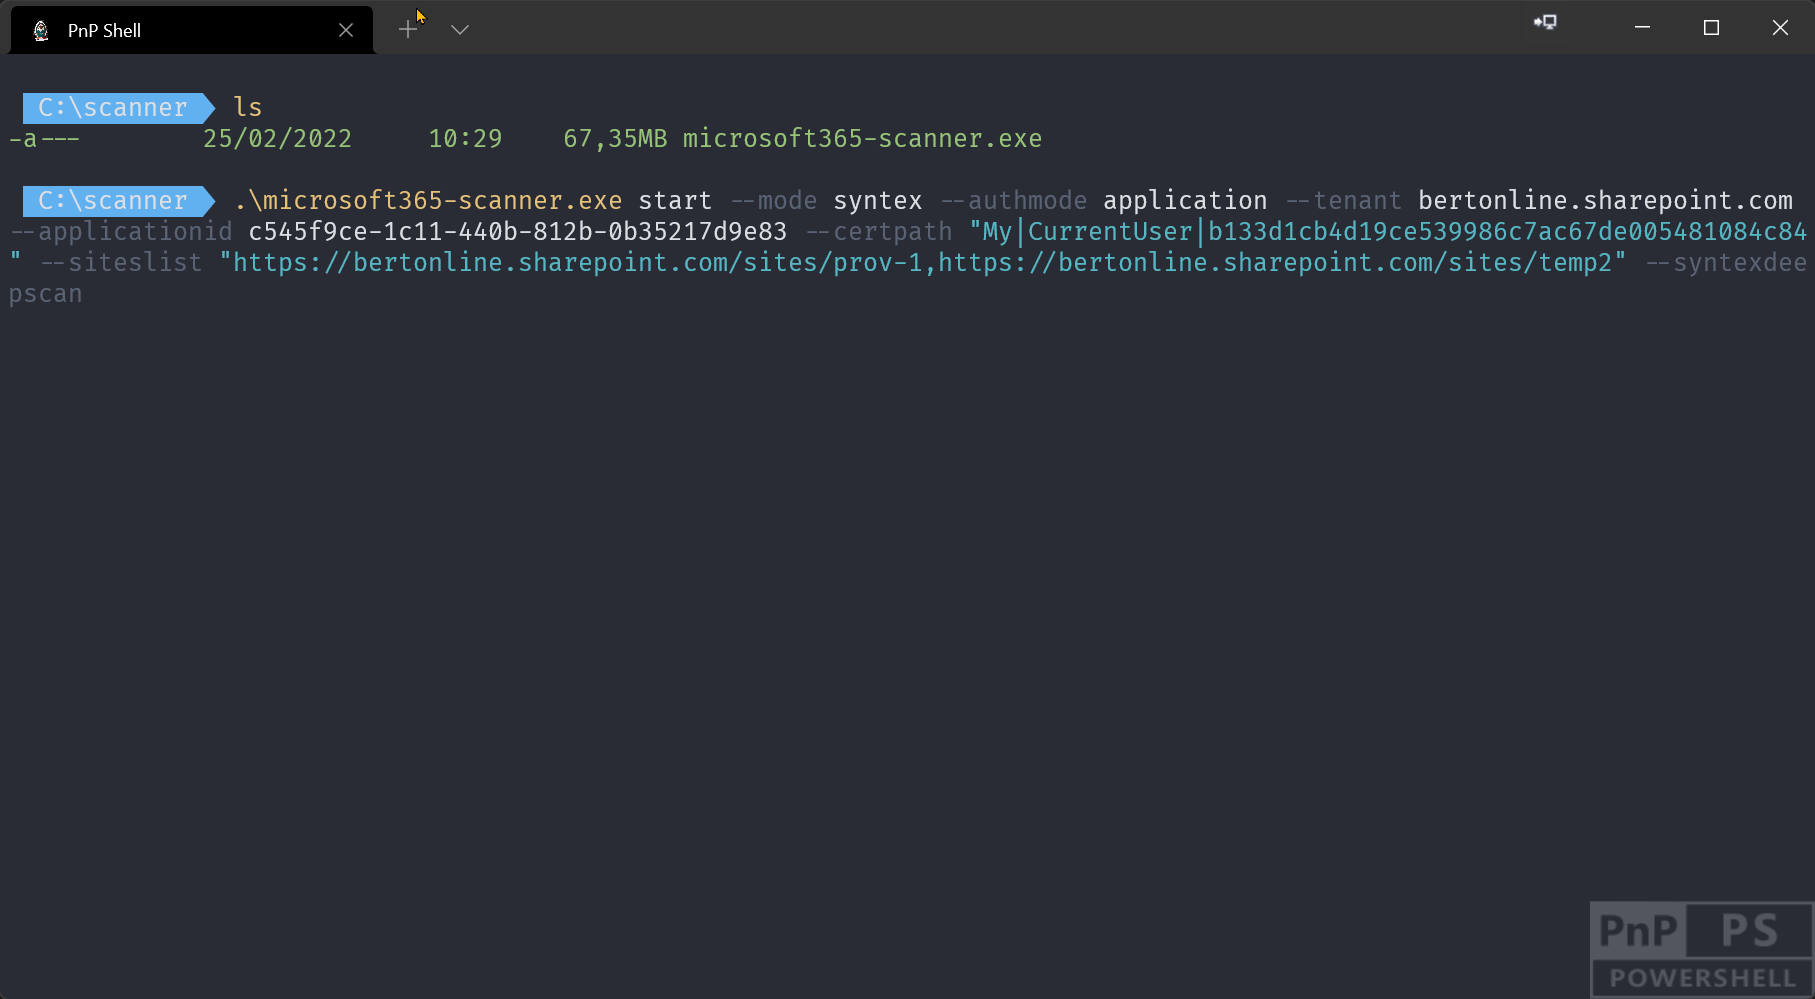 PnP Shell
C:\scanner ls
-a--- 25/02/2022 10:29 67,35MB microsoft365-scanner.exe
C:\scanner .\microsoft365-scanner.exe start --mode syntex --authmode application --tenant bertonline.sharepoint.com
--applicationid c545f9ce-1c11-440b-812b-0b35217d9e83 --certpath "My|CurrentUser|b133d1cb4d19ce539986c7ac67de005481084c84
" --siteslist "https://bertonline.sharepoint.com/sites/prov-1,https://bertonline.sharepoint.com/sites/temp2" --syntexdee
pscan
PnP PS
POWERSHELL